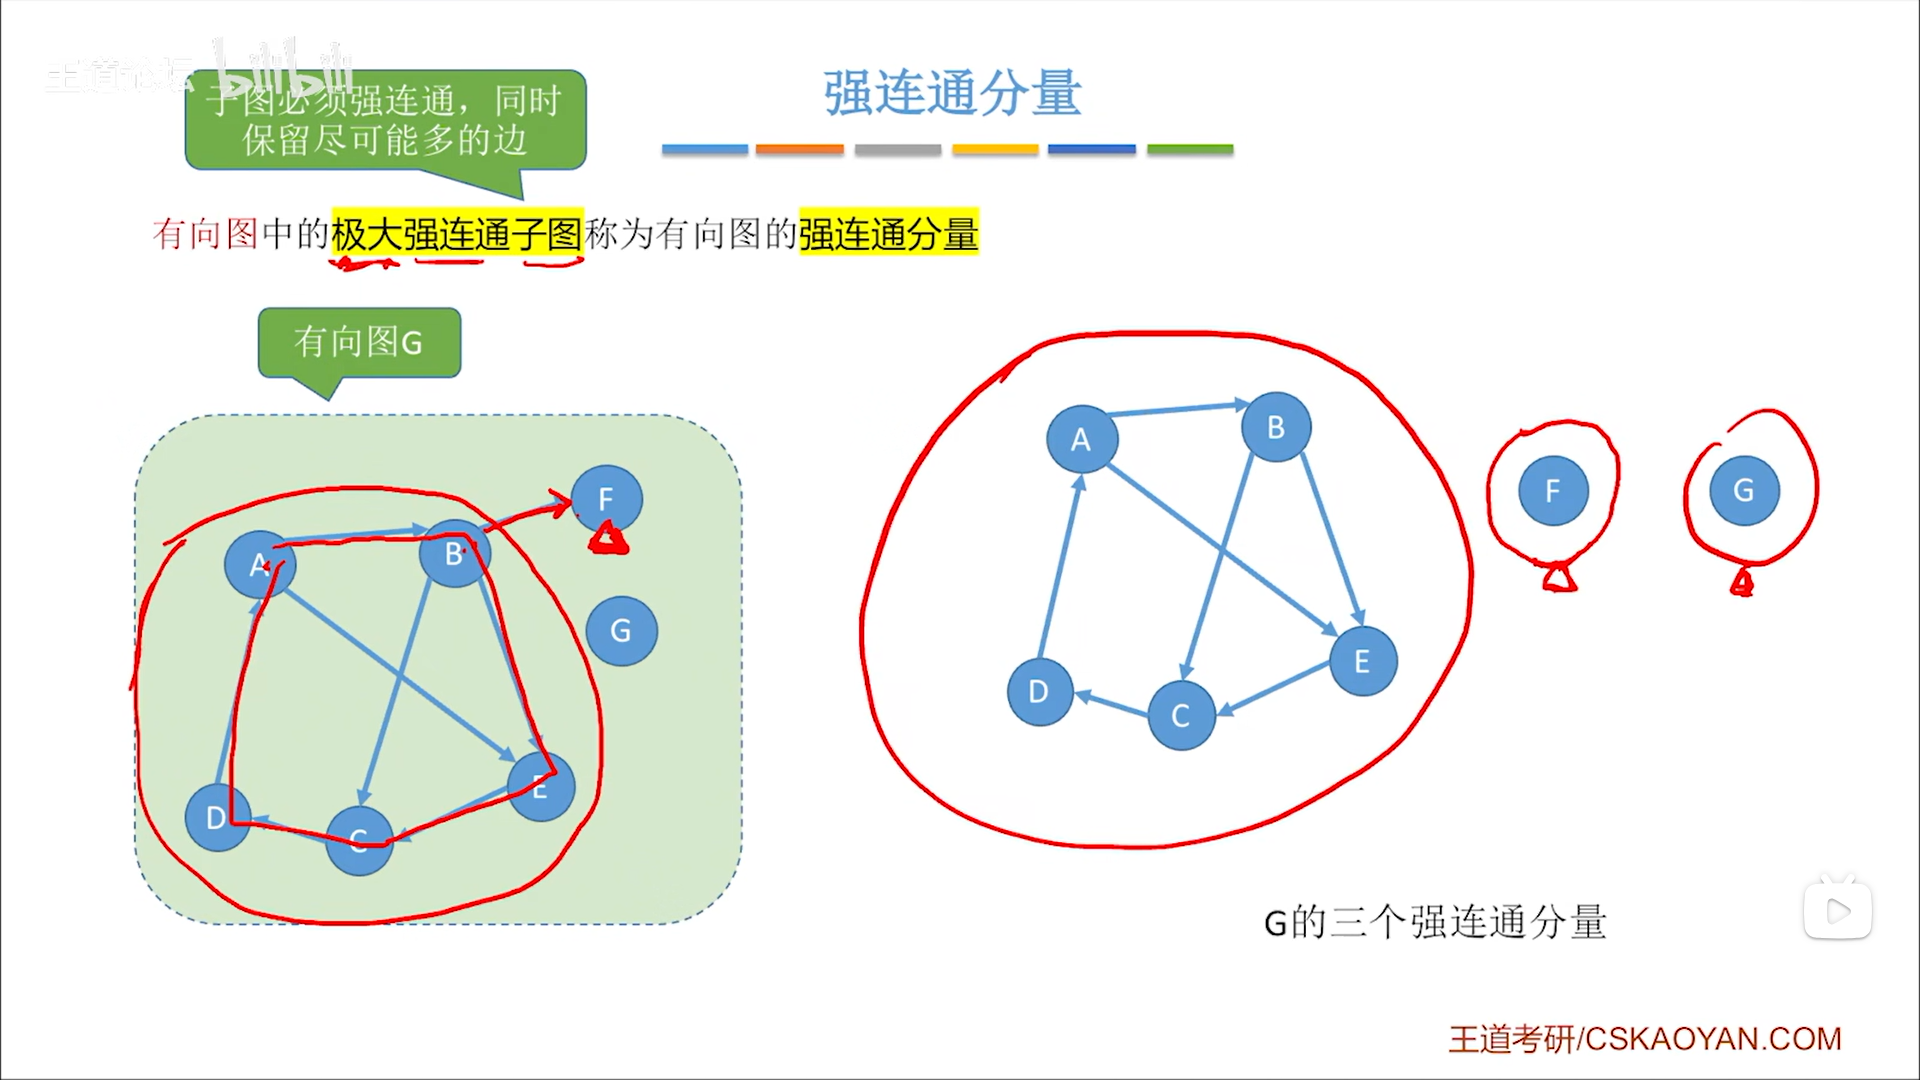 王道论坛 bilibili
强连通分量
子图必须强连通，同时
保留尽可能多的边
有向图中的极大强连通子图称为有向图的强连通分量
有向图G
A
B
F
G
D
C
E
A
B
F
G
D
C
E
G的三个强连通分量
王道考研/CSKAOYAN.COM